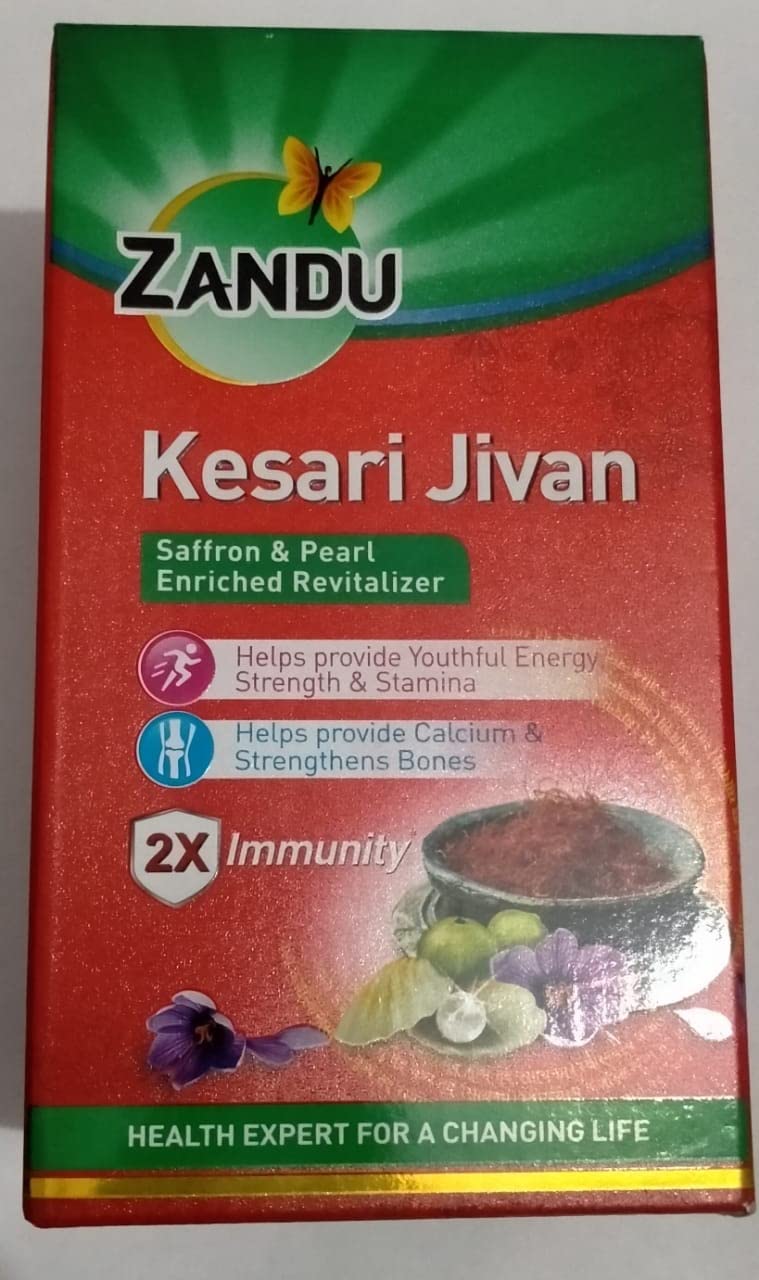 ZANDU
Kesari Jivan
Saffron & Pearl
Enriched Revitalizer
Helps provide Youthful Energy
Strength & Stamina
Helps provide Calcium &
Strengthens Bones
2X Immunity
HEALTH EXPERT FOR A CHANGING LIFE